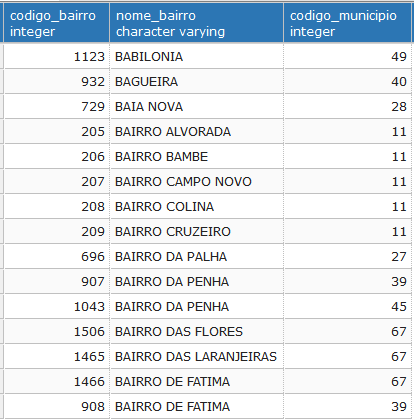 codigo_bairro nome_bairro codigo_municipio
integer character varying integer
1123 BABILONIA 49
932 BAGUEIRA 40
729 BAIA NOVA 28
205 BAIRRO ALVORADA 11
206 BAIRRO BAMBE 11
207 BAIRRO CAMPO NOVO 11
208 BAIRRO COLINA 11
209 BAIRRO CRUZEIRO 11
696 BAIRRO DA PALHA 27
907 BAIRRO DA PENHA 39
1043 BAIRRO DA PENHA 45
1506 BAIRRO DAS FLORES 67
1465 BAIRRO DAS LARANJEIRAS 67
1466 BAIRRO DE FATIMA 67
908 BAIRRO DE FATIMA 39